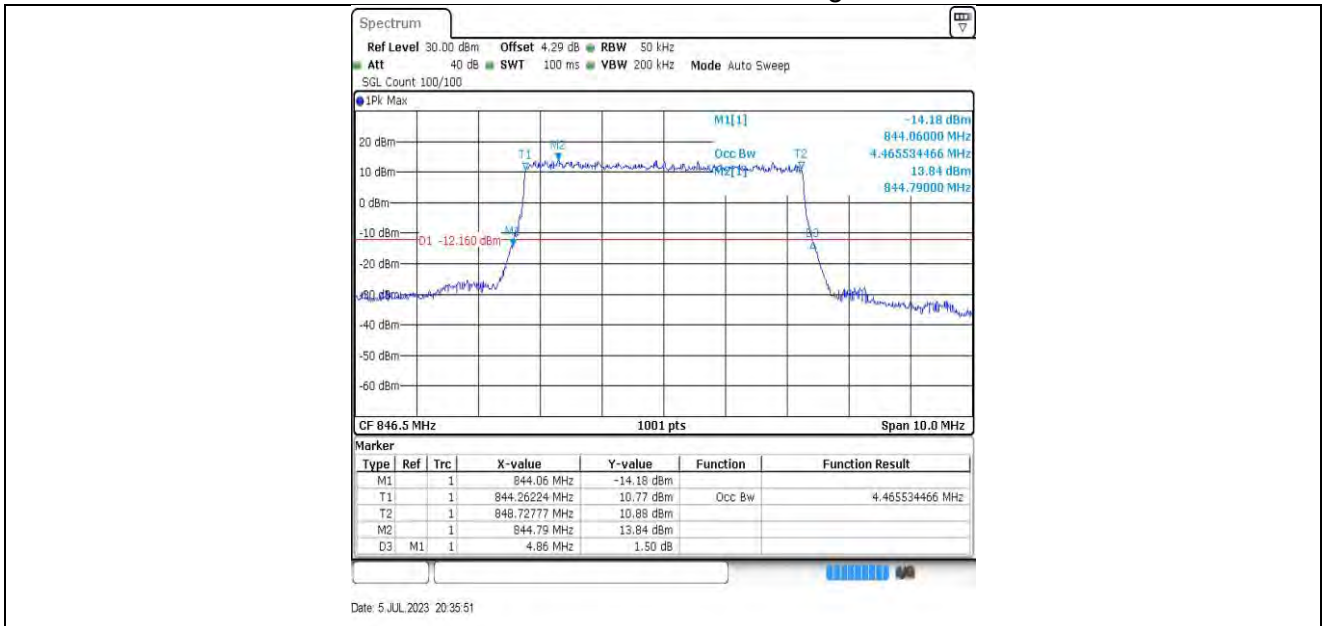 Spectrum
Ref Level 30.00 dBm Offset 4.29 dB RBW 50 kHz
Att 40 dB SWT 100 ms VBW 200 kHz Mode Auto Sweep
SGL Count 100/100
1Pk Max
M1[1] -14.18 dBm
844.06000 MHz
20 dBm
M2
T1 Occ Bw T2 4.465534466 MHz
10 dBm M2[1] 13.84 dBm
844.79000 MHz
0 dBm
-10 dBm M1 D3
D1 -12.160 dBm
-20 dBm
-30 dBm
-40 dBm
-50 dBm
-60 dBm
CF 846.5 MHz 1001 pts Span 10.0 MHz
Marker
Type Ref Trc X-value Y-value Function Function Result
M1 1 844.06 MHz -14.18 dBm
T1 1 844.26224 MHz 10.77 dBm Occ Bw 4.465534466 MHz
T2 1 848.72777 MHz 10.88 dBm
M2 1 844.79 MHz 13.84 dBm
D3 M1 1 4.86 MHz 1.50 dB
Date: 5.JUL.2023 20:35:51